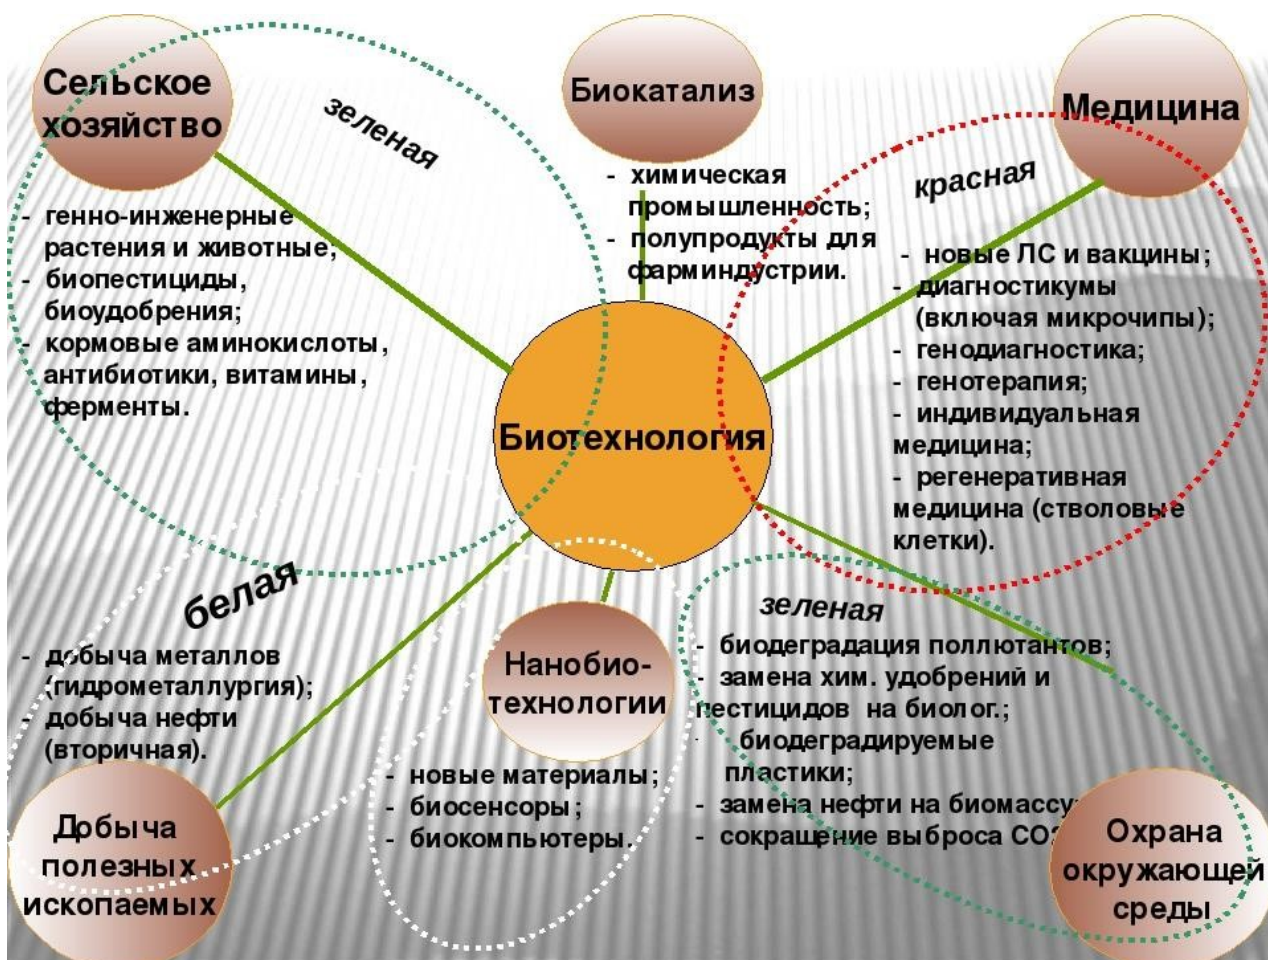 Сельское
хозяйство
зеленая
- генно-инженерные
растения и животные;
- биопестициды,
биоудобрения;
- кормовые аминокислоты,
антибиотики, витамины,
ферменты.
Биокатализ
- химическая
промышленность;
- полупродукты для
фарминдустрии.
Медицина
красная
- новые ЛС и вакцины;
- диагностикумы
(включая микрочипы);
- генодиагностика;
- генотерапия;
- индивидуальная
медицина;
- регенеративная
медицина (стволовые
клетки).
Биотехнология
белая
- добыча металлов
(гидрометаллургия);
- добыча нефти
(вторичная).
Добыча
полезных
ископаемых
Нанобио-
технологии
- новые материалы;
- биосенсоры;
- биокомпьютеры.
зеленая
- биодеградация поллютантов;
- замена хим. удобрений и
пестицидов на биолог.;
- биодеградируемые
пластики;
- замена нефти на биомассу;
- сокращение выброса СО2
Охрана
окружающей
среды